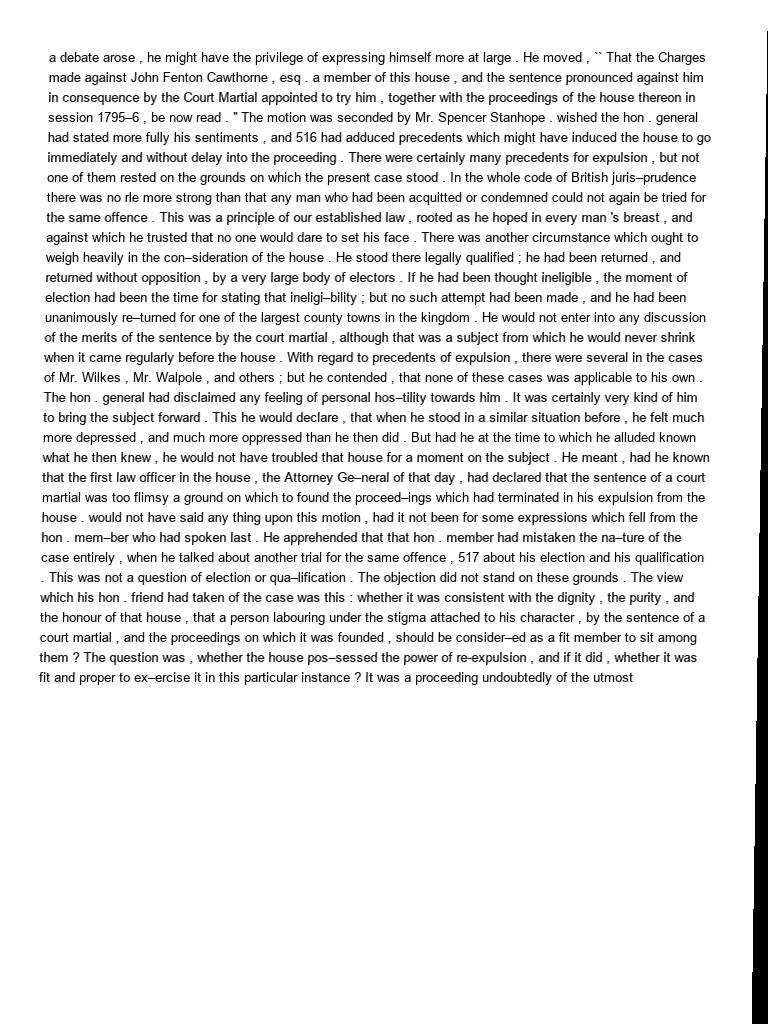 a debate arose , he might have the privilege of expressing himself more at large . He moved , `` That the Charges
made against John Fenton Cawthorne , esq . a member of this house , and the sentence pronounced against him
in consequence by the Court Martial appointed to try him , together with the proceedings of the house thereon in
session 1795–6 , be now read . " The motion was seconded by Mr. Spencer Stanhope . wished the hon . general
had stated more fully his sentiments , and 516 had adduced precedents which might have induced the house to go
immediately and without delay into the proceeding . There were certainly many precedents for expulsion , but not
one of them rested on the grounds on which the present case stood . In the whole code of British juris–prudence
there was no rle more strong than that any man who had been acquitted or condemned could not again be tried for
the same offence . This was a principle of our established law , rooted as he hoped in every man 's breast , and
against which he trusted that no one would dare to set his face . There was another circumstance which ought to
weigh heavily in the con–sideration of the house . He stood there legally qualified ; he had been returned , and
returned without opposition , by a very large body of electors . If he had been thought ineligible , the moment of
election had been the time for stating that ineligi–bility ; but no such attempt had been made , and he had been
unanimously re–turned for one of the largest county towns in the kingdom . He would not enter into any discussion
of the merits of the sentence by the court martial , although that was a subject from which he would never shrink
when it came regularly before the house . With regard to precedents of expulsion , there were several in the cases
of Mr. Wilkes , Mr. Walpole , and others ; but he contended , that none of these cases was applicable to his own .
The hon . general had disclaimed any feeling of personal hos–tility towards him . It was certainly very kind of him
to bring the subject forward . This he would declare , that when he stood in a similar situation before , he felt much
more depressed , and much more oppressed than he then did . But had he at the time to which he alluded known
what he then knew , he would not have troubled that house for a moment on the subject . He meant , had he known
that the first law officer in the house , the Attorney Ge–neral of that day , had declared that the sentence of a court
martial was too flimsy a ground on which to found the proceed–ings which had terminated in his expulsion from the
house . would not have said any thing upon this motion , had it not been for some expressions which fell from the
hon . mem–ber who had spoken last . He apprehended that that hon . member had mistaken the na–ture of the
case entirely , when he talked about another trial for the same offence , 517 about his election and his qualification
. This was not a question of election or qua–lification . The objection did not stand on these grounds . The view
which his hon . friend had taken of the case was this : whether it was consistent with the dignity , the purity , and
the honour of that house , that a person labouring under the stigma attached to his character , by the sentence of a
court martial , and the proceedings on which it was founded , should be consider–ed as a fit member to sit among
them ? The question was , whether the house pos–sessed the power of re-expulsion , and if it did , whether it was
fit and proper to ex–ercise it in this particular instance ? It was a proceeding undoubtedly of the utmost